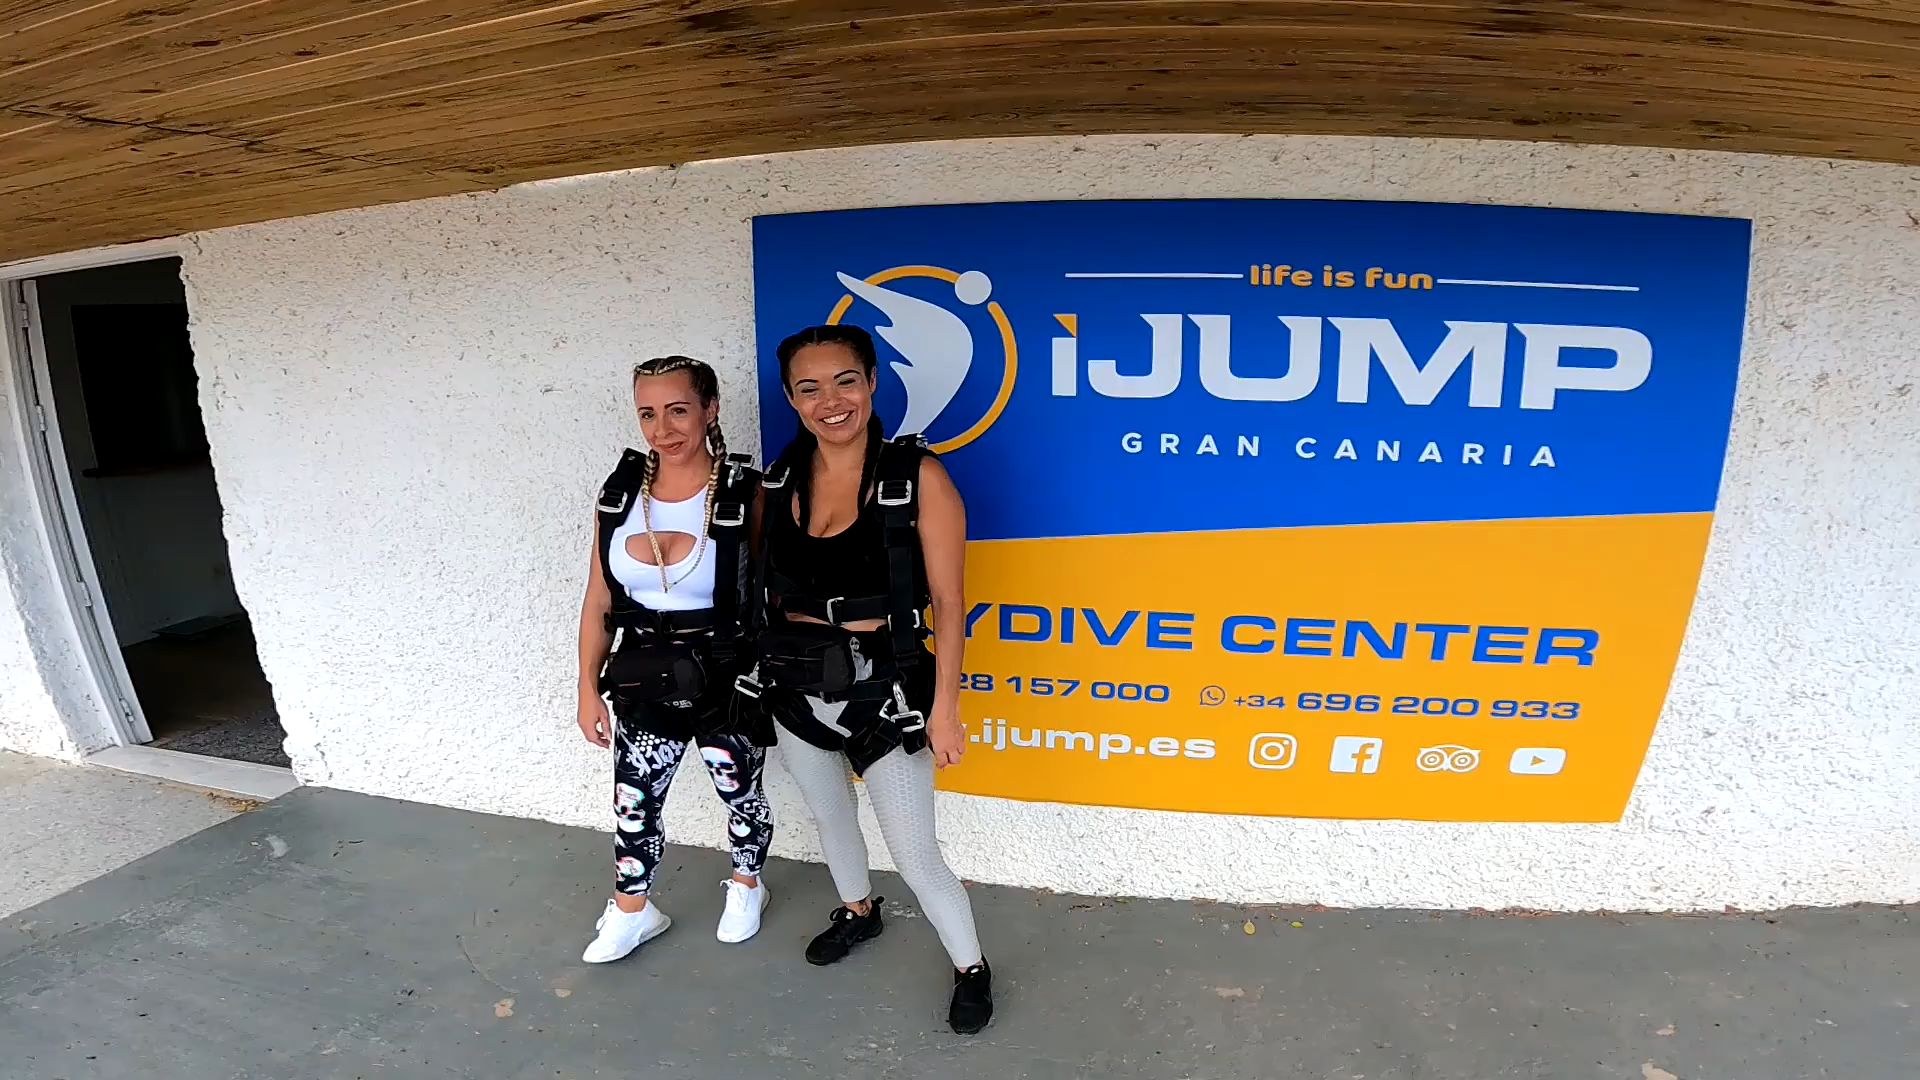 life is fun
iJUMP
GRAN CANARIA
YDIVE CENTER
28 157 000 +34 696 200 933
.ijump.es